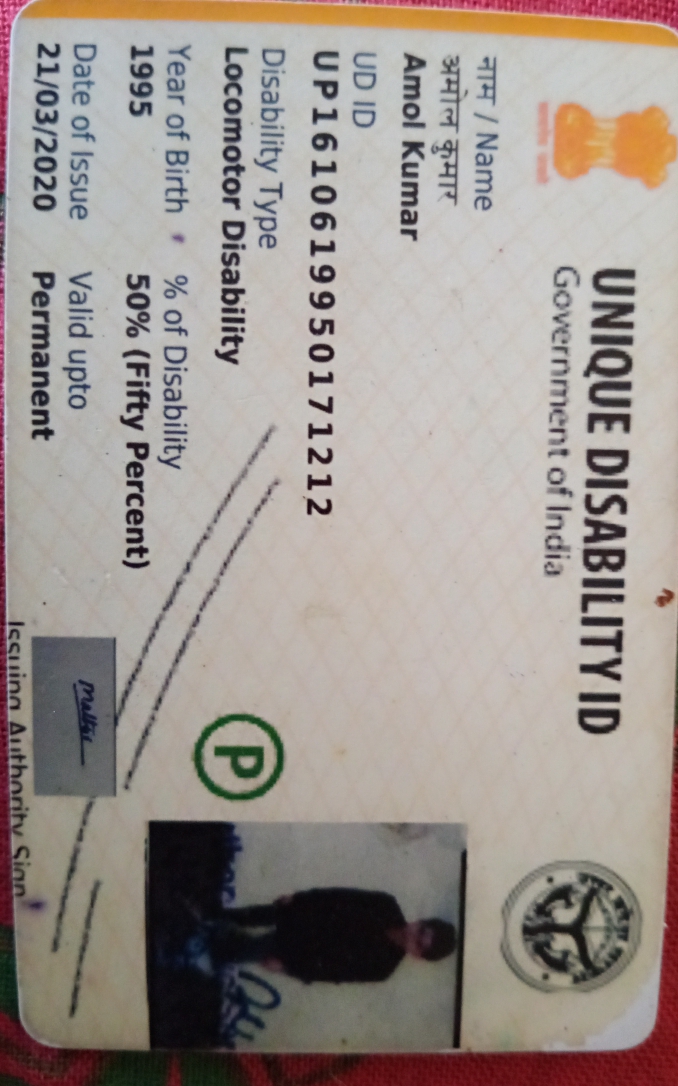 UNIQUE DISABILITY ID
Government of India
नाम / Name
अमोल कुमार
Amol Kumar
UD ID
UP1610619950171212
Disability Type
Locomotor Disability
Year of Birth % of Disability
1995 50% (Fifty Percent)
Date of Issue Valid upto
21/03/2020 Permanent
P
Issuing Authority Sign